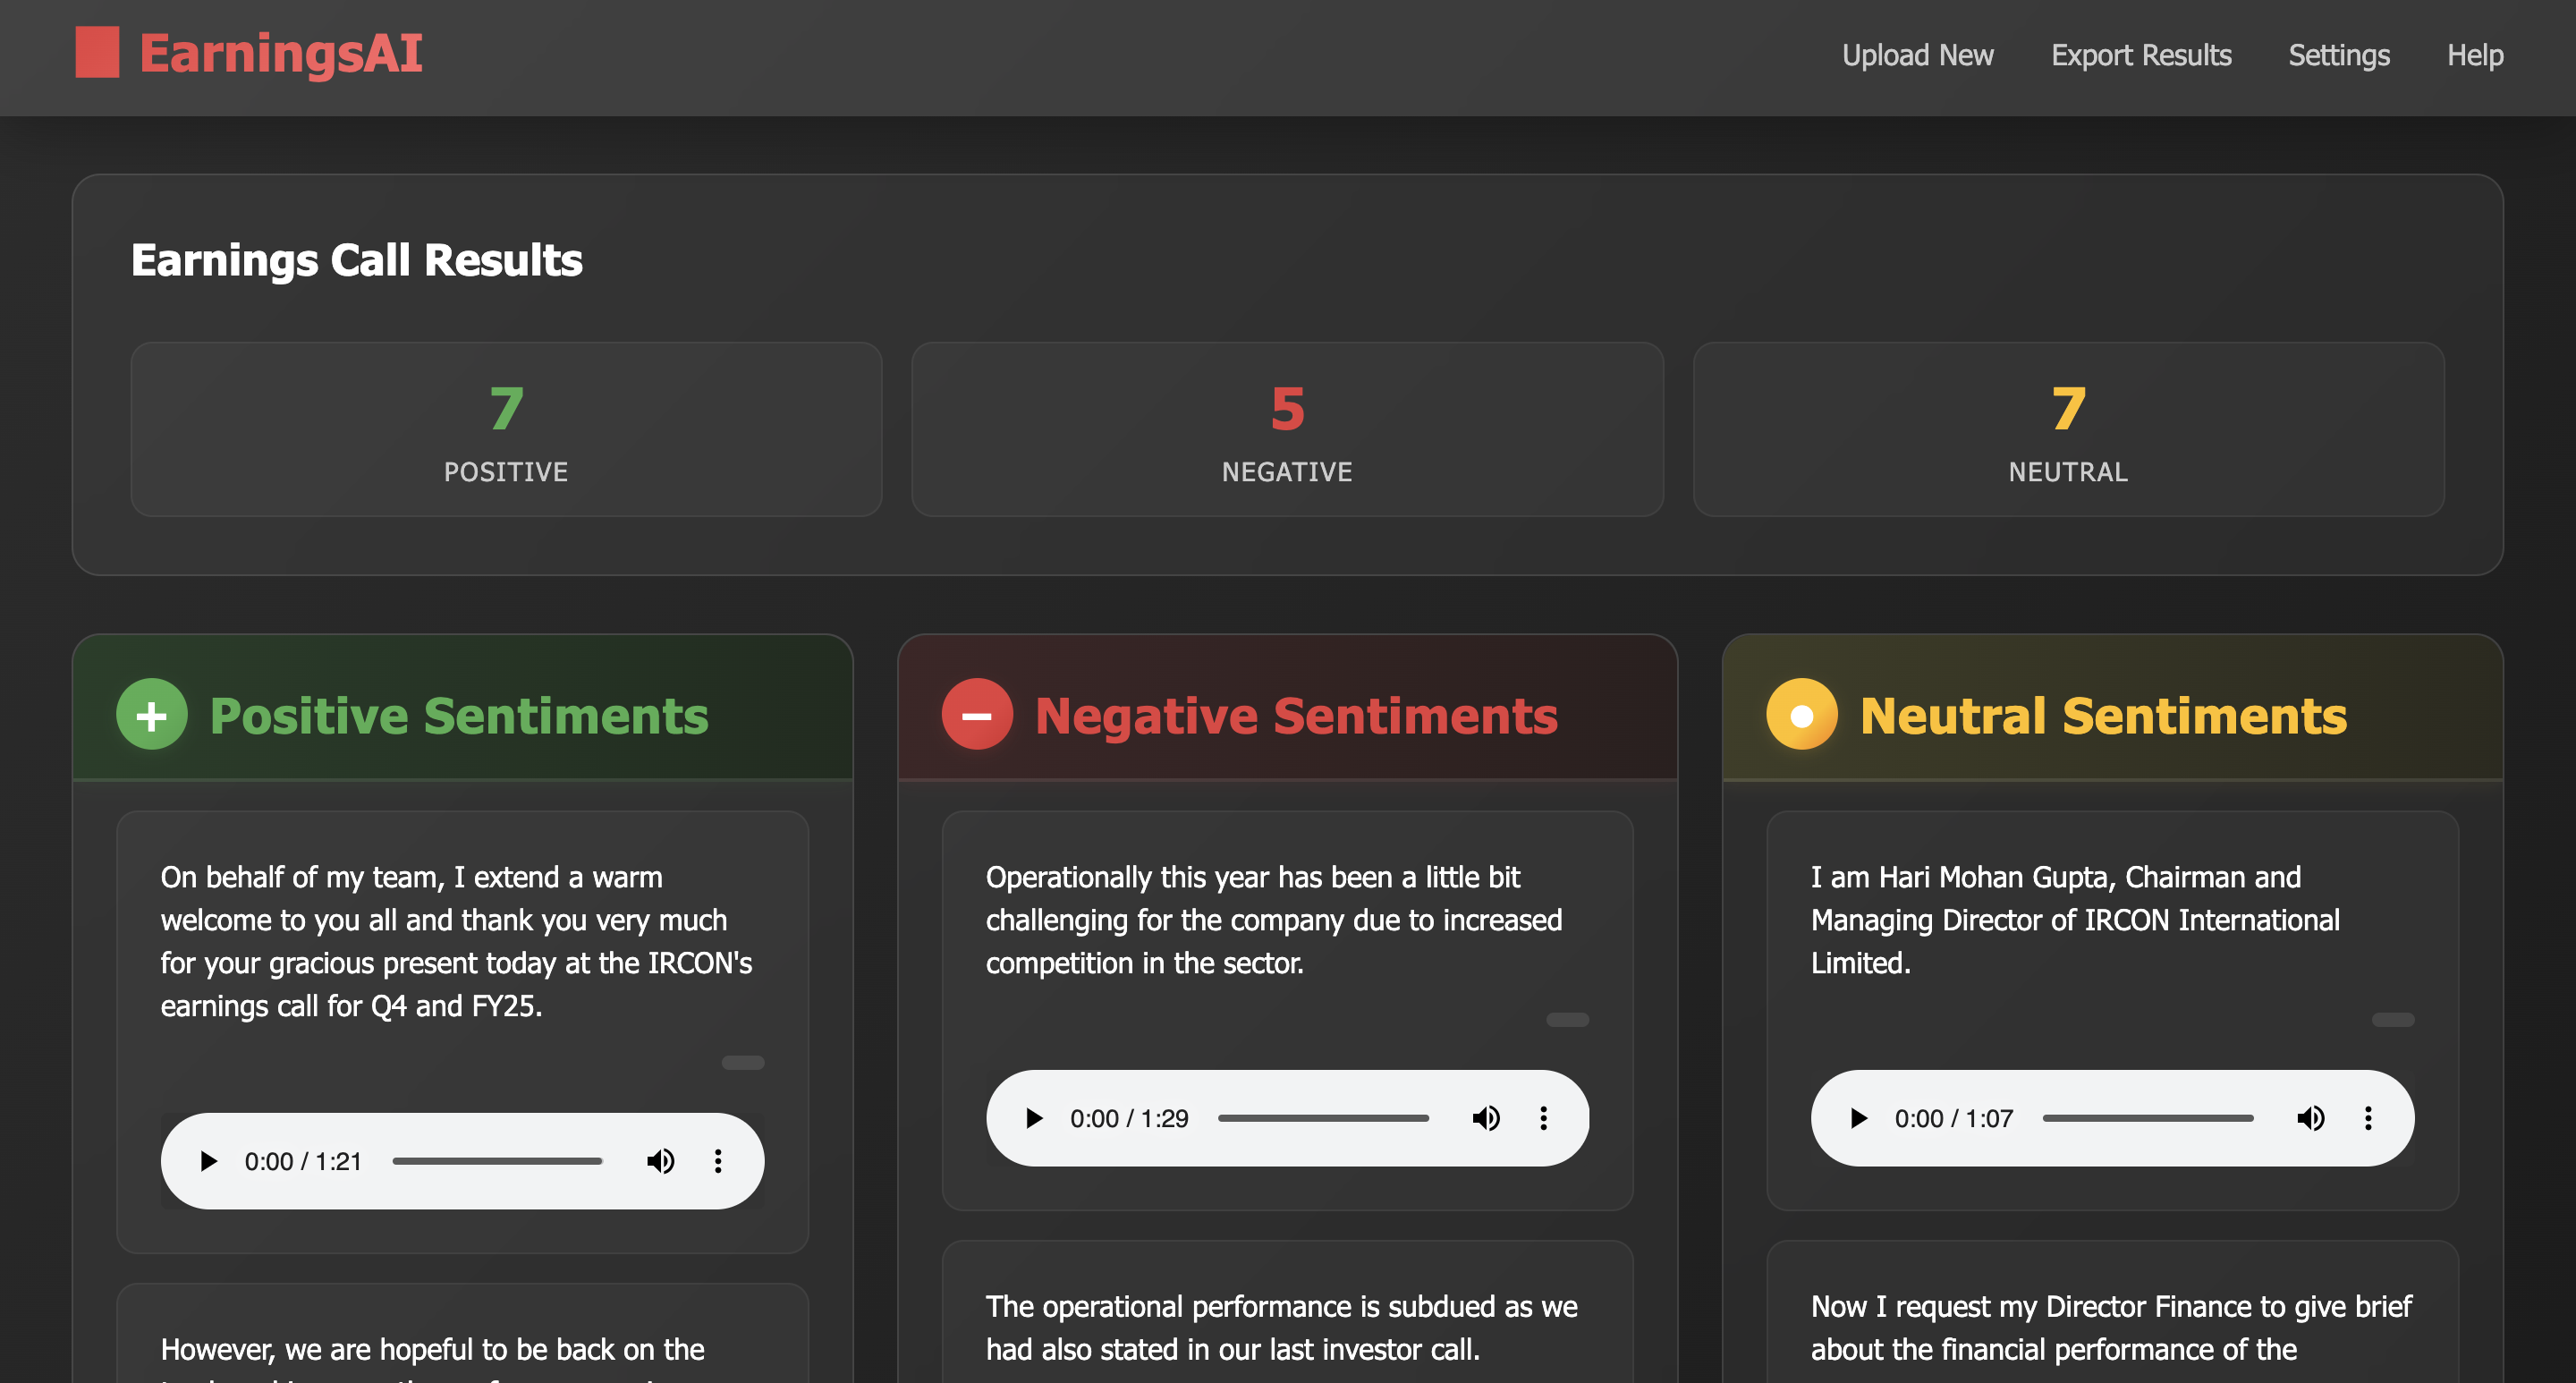 EarningsAI
Upload New
Export Results
Settings
Help
Earnings Call Results
7
POSITIVE
5
NEGATIVE
7
NEUTRAL
+ Positive Sentiments
On behalf of my team, I extend a warm
welcome to you all and thank you very much
for your gracious present today at the IRCON's
earnings call for Q4 and FY25.
0:00 / 1:21
However, we are hopeful to be back on the
− Negative Sentiments
Operationally this year has been a little bit
challenging for the company due to increased
competition in the sector.
0:00 / 1:29
The operational performance is subdued as we
had also stated in our last investor call.
Neutral Sentiments
I am Hari Mohan Gupta, Chairman and
Managing Director of IRCON International
Limited.
0:00 / 1:07
Now I request my Director Finance to give brief
about the financial performance of the